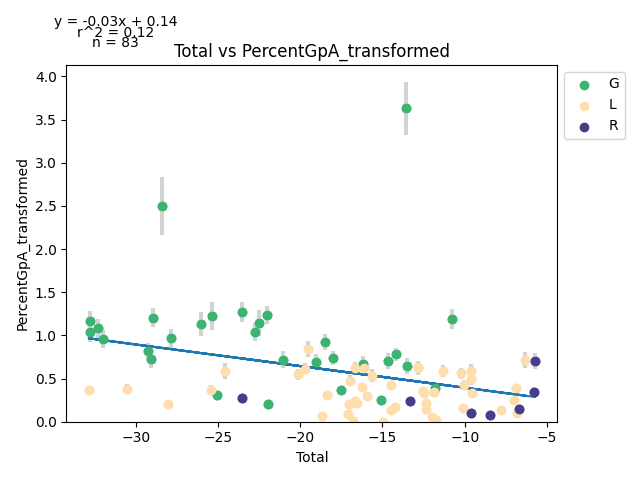 y = -0.03x + 0.14
r^2 = 0.12
n = 83
Total vs PercentGpA_transformed
4.0
3.5
3.0
2.5
2.0
1.5
1.0
0.5
0.0
PercentGpA_transformed
−30
−25
−20
−15
−10
−5
Total
G
L
R